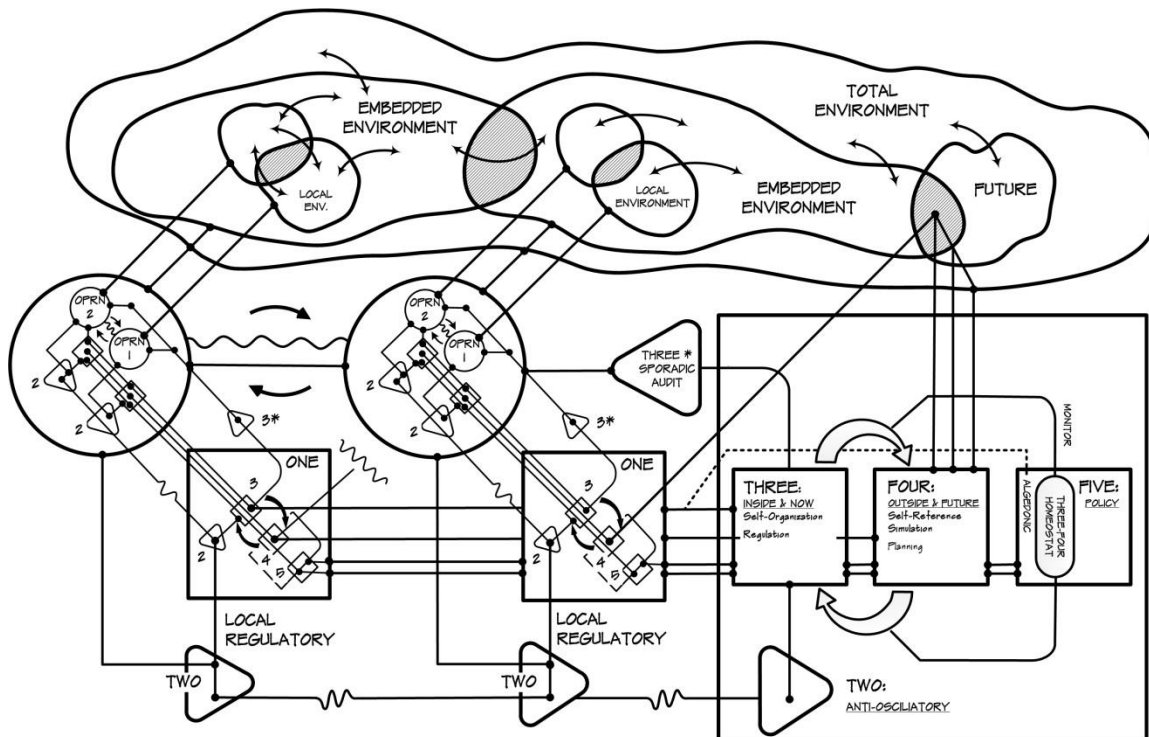 EMBEDDED
ENVIRONMENT
TOTAL
ENVIRONMENT
LOCAL
ENV.
LOCAL
ENVIRONMENT
EMBEDDED
ENVIRONMENT
FUTURE
OPRN
2
OPRN
1
2
2
3*
OPRN
2
OPRN
1
2
2
3*
THREE *
SPORADIC
AUDIT
MONITOR
ONE
3
4
5
2
ONE
3
4
5
2
THREE:
INSIDE & NOW
Self-Organization
Regulation
FOUR:
OUTSIDE & FUTURE
Self-Reference
Simulation
Planning
ALGEDONIC
THREE-FOUR
HOMEOSTAT
FIVE:
POLICY
LOCAL
REGULATORY
LOCAL
REGULATORY
TWO
TWO
TWO:
ANTI-OSCILIATORY